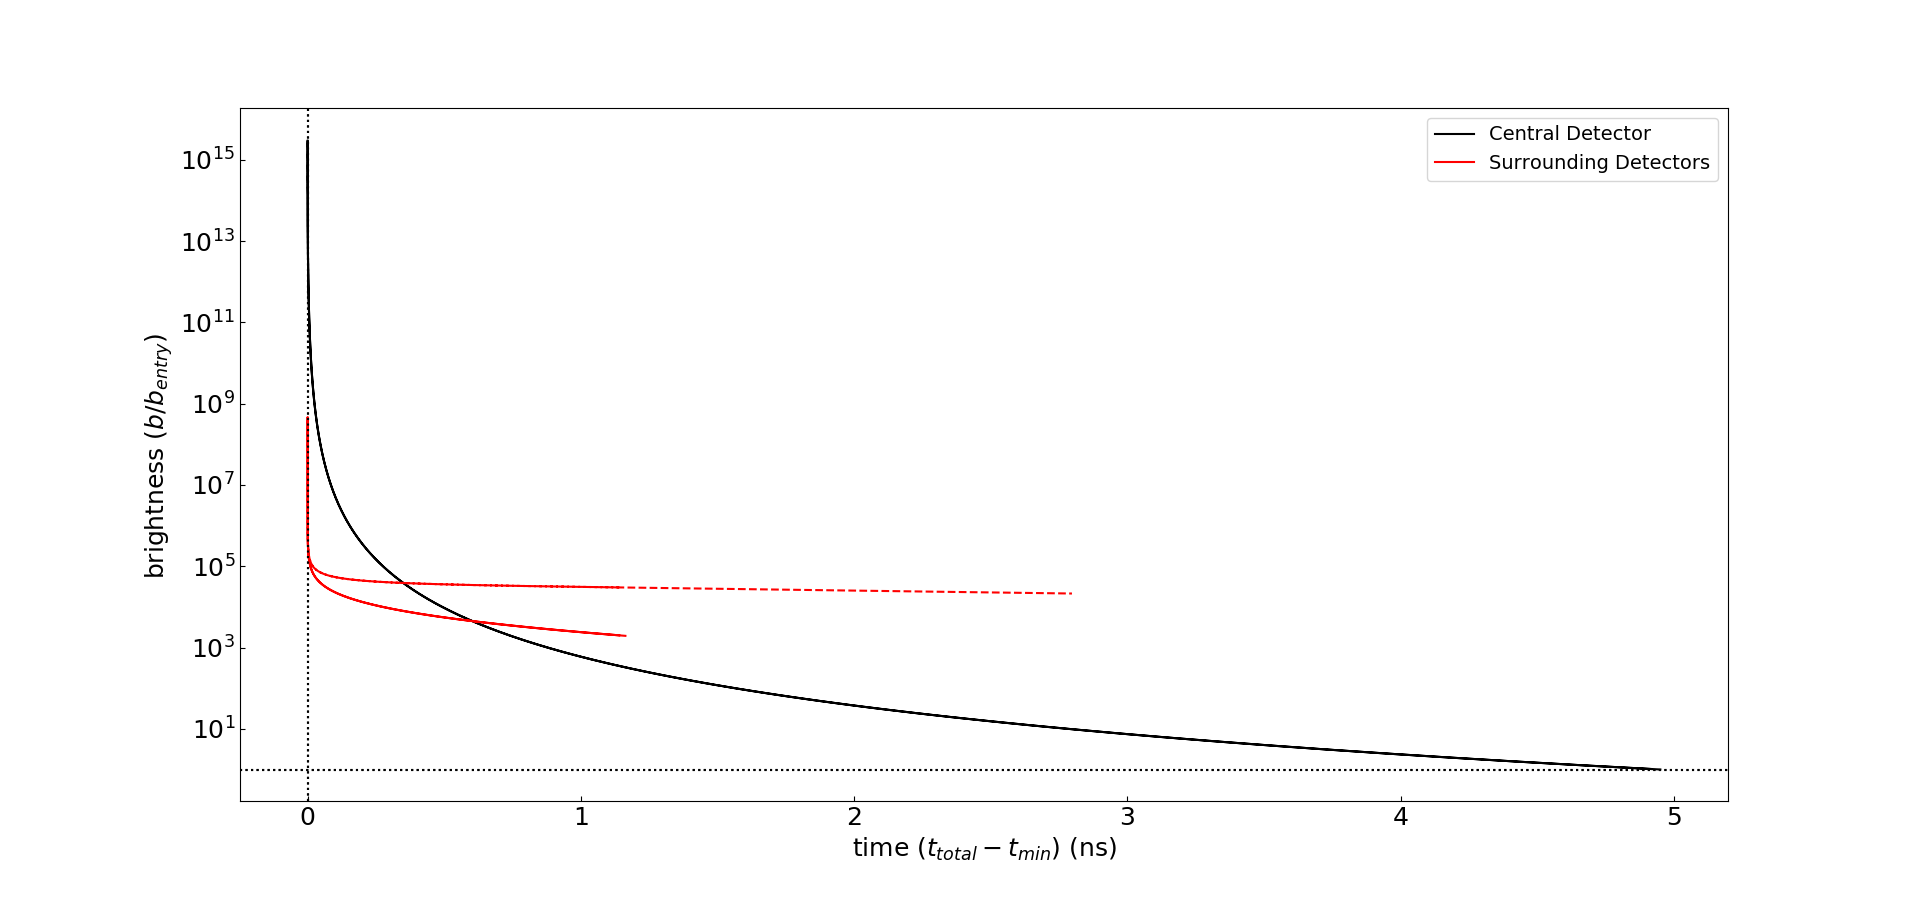 Central Detector
Surrounding Detectors
10^15
10^13
10^11
10^9
10^7
10^5
10^3
10^1
brightness (b/b_entry)
0 1 2 3 4 5
time (t_total − t_min) (ns)